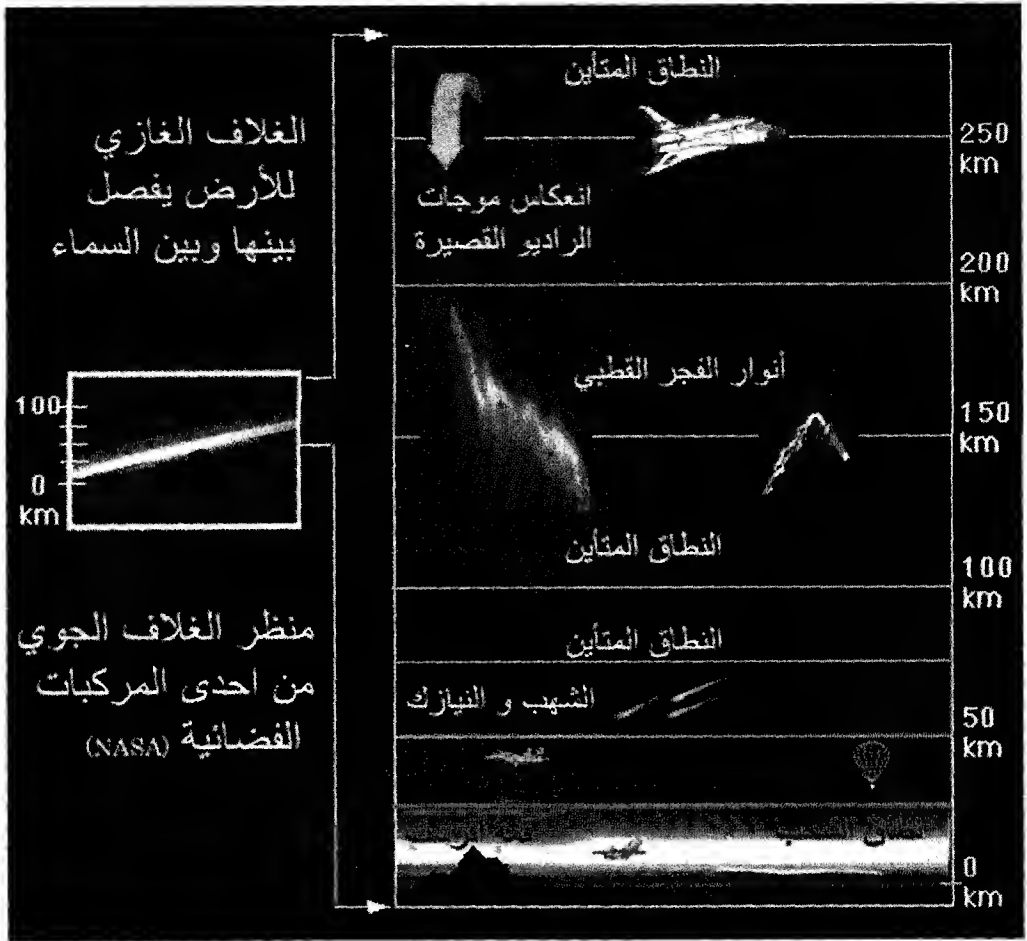 النطاق المتأين
250
km
انعكاس موجات
الراديو القصيرة
200
km
أنوار الفجر القطبي
150
km
النطاق المتأين
100
km
النطاق المتأين
الشهب و النيازك
50
km
0
km
الغلاف الغازي
للأرض يفصل
بينها وبين السماء
100
0
km
منظر الغلاف الجوي
من احدى المركبات
الفضائية (NASA)